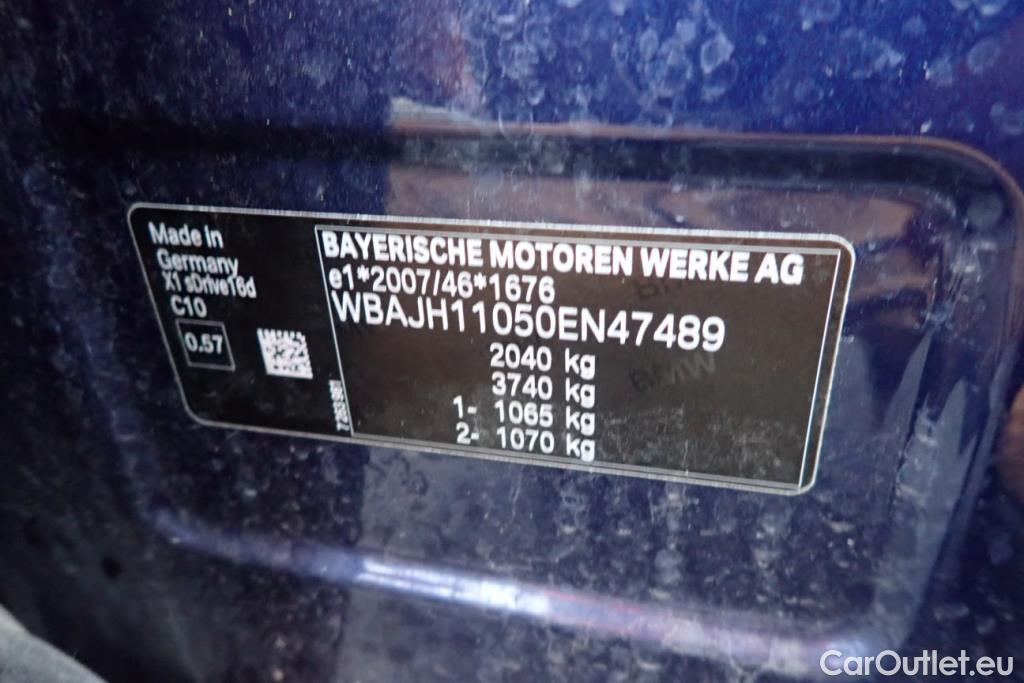 Made in
Germany
X1 sDrive16d
C10
0.57
BAYERISCHE MOTOREN WERKE AG
e1*2007/46*1676
WBAJH11050EN47489
2040 kg
3740 kg
1- 1065 kg
2- 1070 kg
CarOutlet.eu